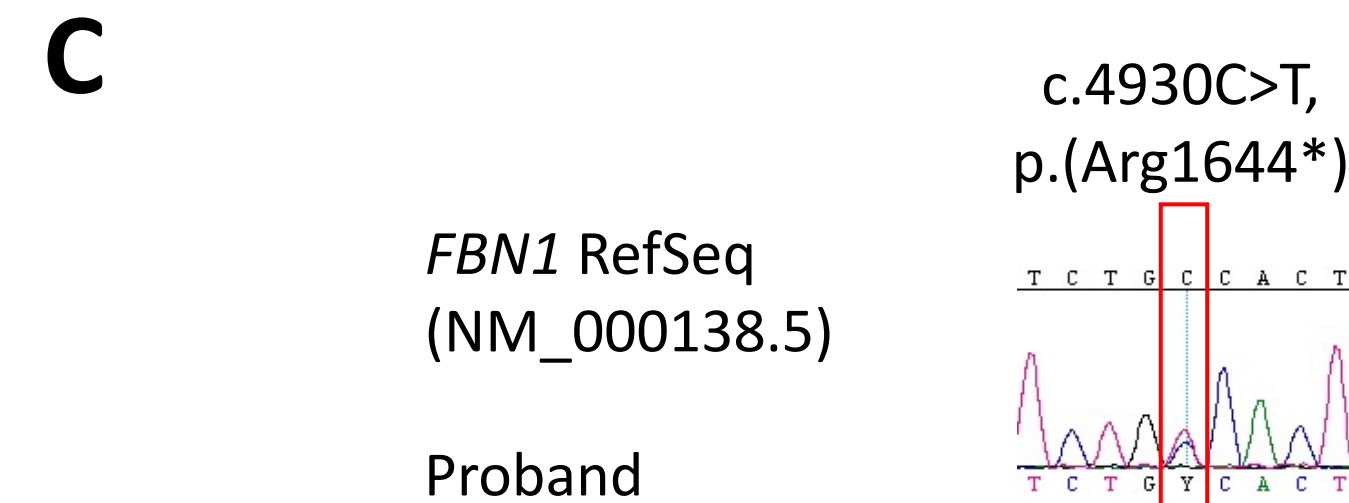 C
c.4930C>T,
p.(Arg1644*)
FBN1 RefSeq
(NM_000138.5)
T C T G C C A C T
Proband
T C T G Y C A C T